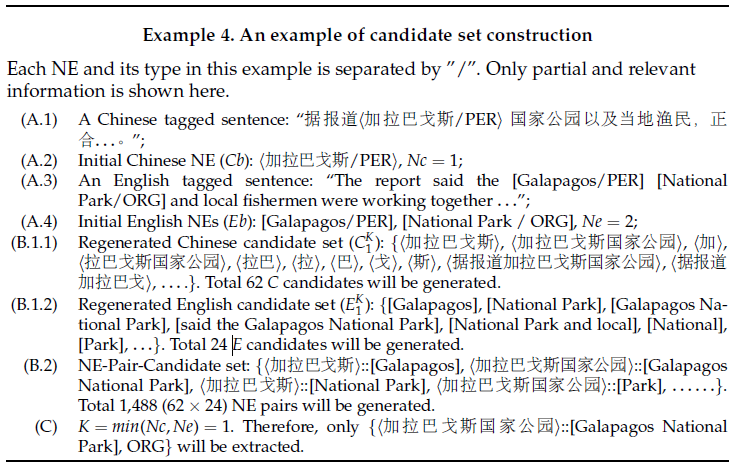 Example 4. An example of candidate set construction
Each NE and its type in this example is separated by ”/”. Only partial and relevant
information is shown here.
(A.1) A Chinese tagged sentence: “据报道⟨加拉巴戈斯/PER⟩ 国家公园以及当地渔民，正
合...。”;
(A.2) Initial Chinese NE (Cb): ⟨加拉巴戈斯/PER⟩, Nc = 1;
(A.3) An English tagged sentence: “The report said the [Galapagos/PER] [National
Park/ORG] and local fishermen were working together ...”;
(A.4) Initial English NEs (Eb): [Galapagos/PER], [National Park / ORG], Ne = 2;
(B.1.1) Regenerated Chinese candidate set (C₁ᴷ): {⟨加拉巴戈斯⟩, ⟨加拉巴戈斯国家公园⟩, ⟨加⟩,
⟨拉巴戈斯国家公园⟩, ⟨拉巴⟩, ⟨拉⟩, ⟨巴⟩, ⟨戈⟩, ⟨斯⟩, ⟨据报道加拉巴戈斯国家公园⟩, ⟨据报道
加拉巴戈⟩, ....}. Total 62 C candidates will be generated.
(B.1.2) Regenerated English candidate set (E₁ᴷ): {[Galapagos], [National Park], [Galapagos Na-
tional Park], [said the Galapagos National Park], [National Park and local], [National],
[Park], ...}. Total 24 E candidates will be generated.
(B.2) NE-Pair-Candidate set: {⟨加拉巴戈斯⟩::[Galapagos], ⟨加拉巴戈斯国家公园⟩::[Galapagos
National Park], ⟨加拉巴戈斯⟩::[National Park], ⟨加拉巴戈斯国家公园⟩::[Park], ......}.
Total 1,488 (62 × 24) NE pairs will be generated.
(C) K = min(Nc, Ne) = 1. Therefore, only {⟨加拉巴戈斯国家公园⟩::[Galapagos National
Park], ORG} will be extracted.